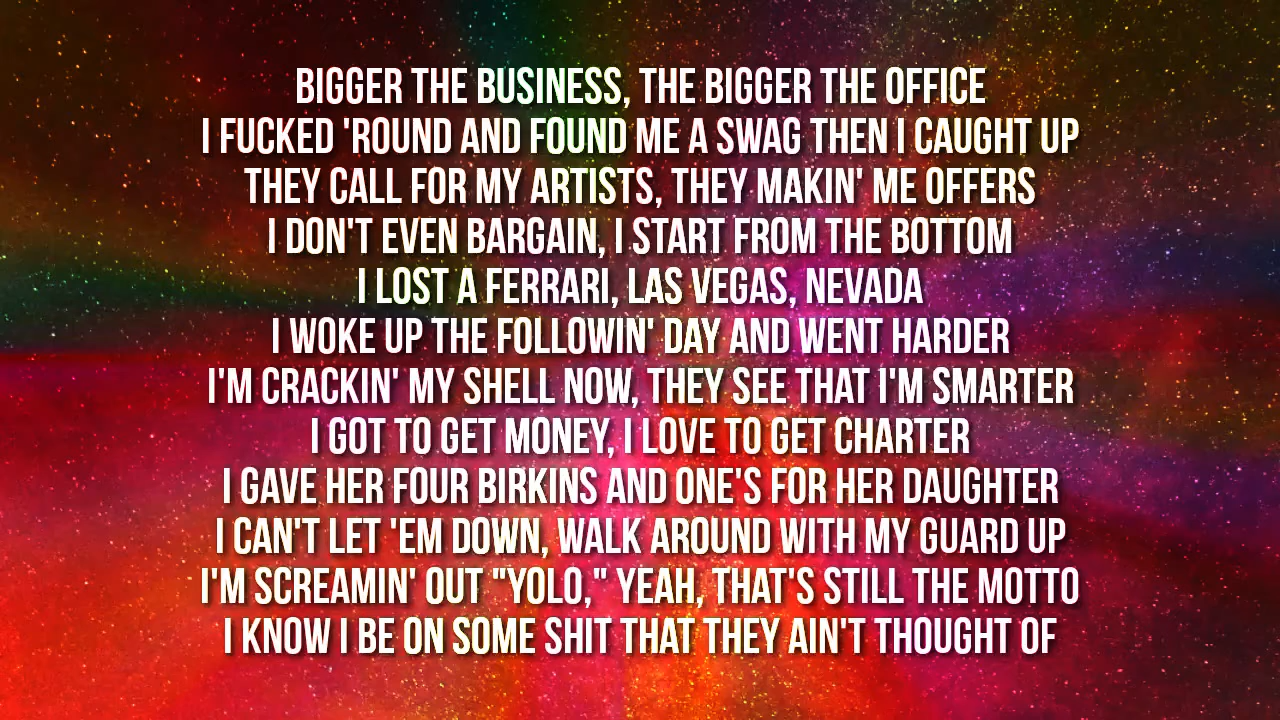 BIGGER THE BUSINESS, THE BIGGER THE OFFICE
I FUCKED 'ROUND AND FOUND ME A SWAG THEN I CAUGHT UP
THEY CALL FOR MY ARTISTS, THEY MAKIN' ME OFFERS
I DON'T EVEN BARGAIN, I START FROM THE BOTTOM
I LOST A FERRARI, LAS VEGAS, NEVADA
I WOKE UP THE FOLLOWIN' DAY AND WENT HARDER
I'M CRACKIN' MY SHELL NOW, THEY SEE THAT I'M SMARTER
I GOT TO GET MONEY, I LOVE TO GET CHARTER
I GAVE HER FOUR BIRKINS AND ONE'S FOR HER DAUGHTER
I CAN'T LET 'EM DOWN, WALK AROUND WITH MY GUARD UP
I'M SCREAMIN' OUT "YOLO," YEAH, THAT'S STILL THE MOTTO
I KNOW I BE ON SOME SHIT THAT THEY AIN'T THOUGHT OF